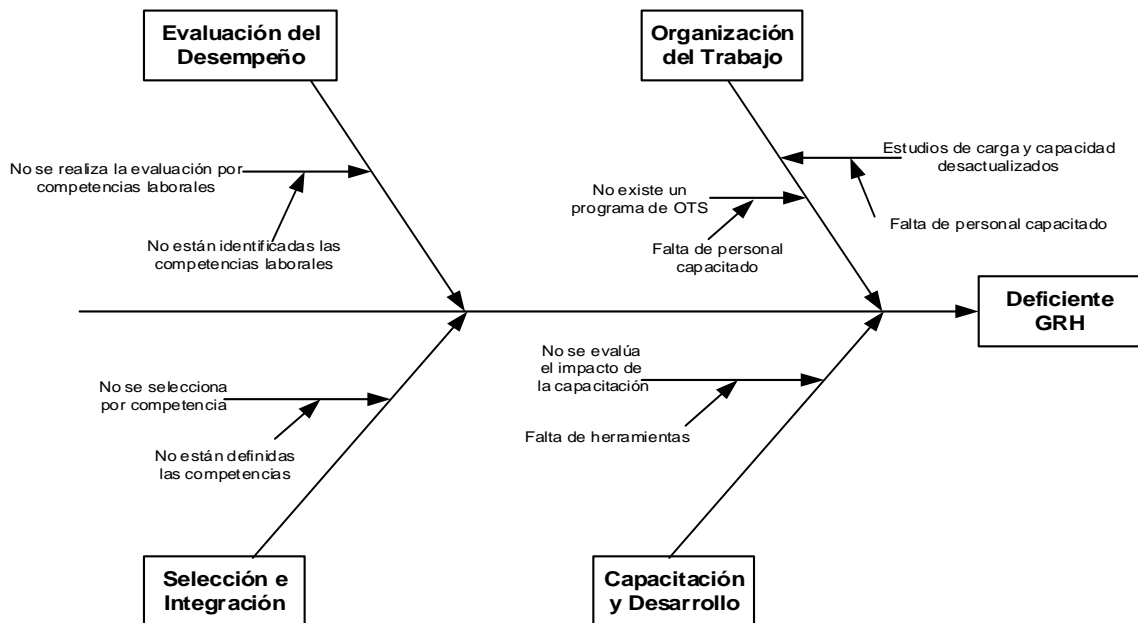 Evaluación del
Desempeño
Organización
del Trabajo
No se realiza la evaluación por
competencias laborales
No están identificadas las
competencias laborales
Estudios de carga y capacidad
desactualizados
No existe un
programa de OTS
Falta de personal capacitado
Falta de personal
capacitado
Deficiente
GRH
No se selecciona
por competencia
No están definidas
las competencias
No se evalúa
el impacto de
la capacitación
Falta de herramientas
Selección e
Integración
Capacitación
y Desarrollo